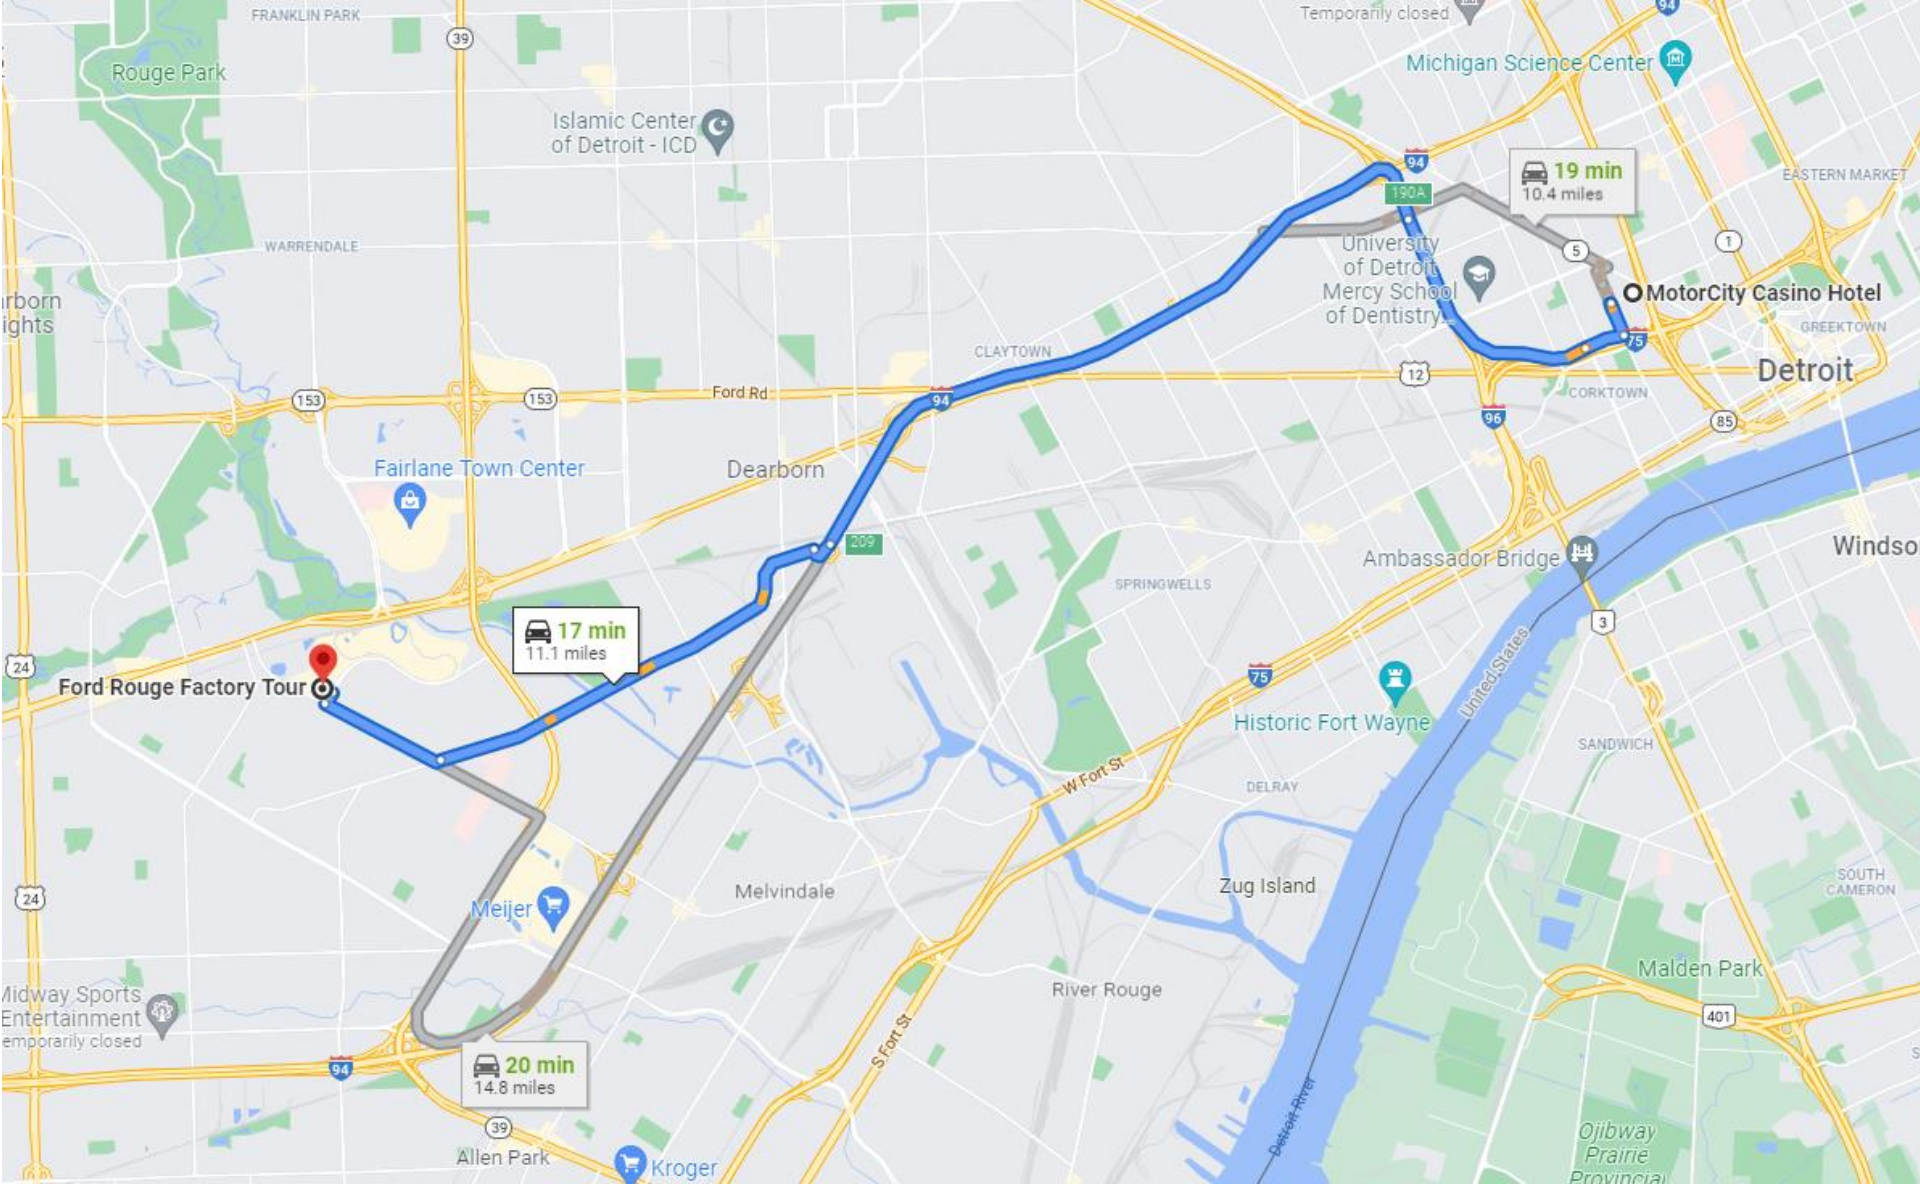 FRANKLIN PARK
39
Temporarily closed
94
Rouge Park
Michigan Science Center
Islamic Center
of Detroit - ICD
94
19 min
10.4 miles
EASTERN MARKET
190A
WARRENDALE
University
of Detroit
Mercy School
of Dentistry...
5
1
MotorCity Casino Hotel
rborn
ights
GREEKTOWN
75
CLAYTOWN
12
Detroit
153
153
Ford Rd
94
CORKTOWN
96
85
Fairlane Town Center
Dearborn
209
Ambassador Bridge
Windso
SPRINGWELLS
17 min
11.1 miles
3
24
United States
Ford Rouge Factory Tour
75
Historic Fort Wayne
SANDWICH
W Fort St
DELRAY
24
Melvindale
Zug Island
SOUTH
CAMERON
Meijer
Midway Sports
Entertainment
emporarily closed
River Rouge
Malden Park
401
S Fort St
94
20 min
14.8 miles
39
Detroit River
Allen Park
Kroger
Ojibway
Prairie
Provincial